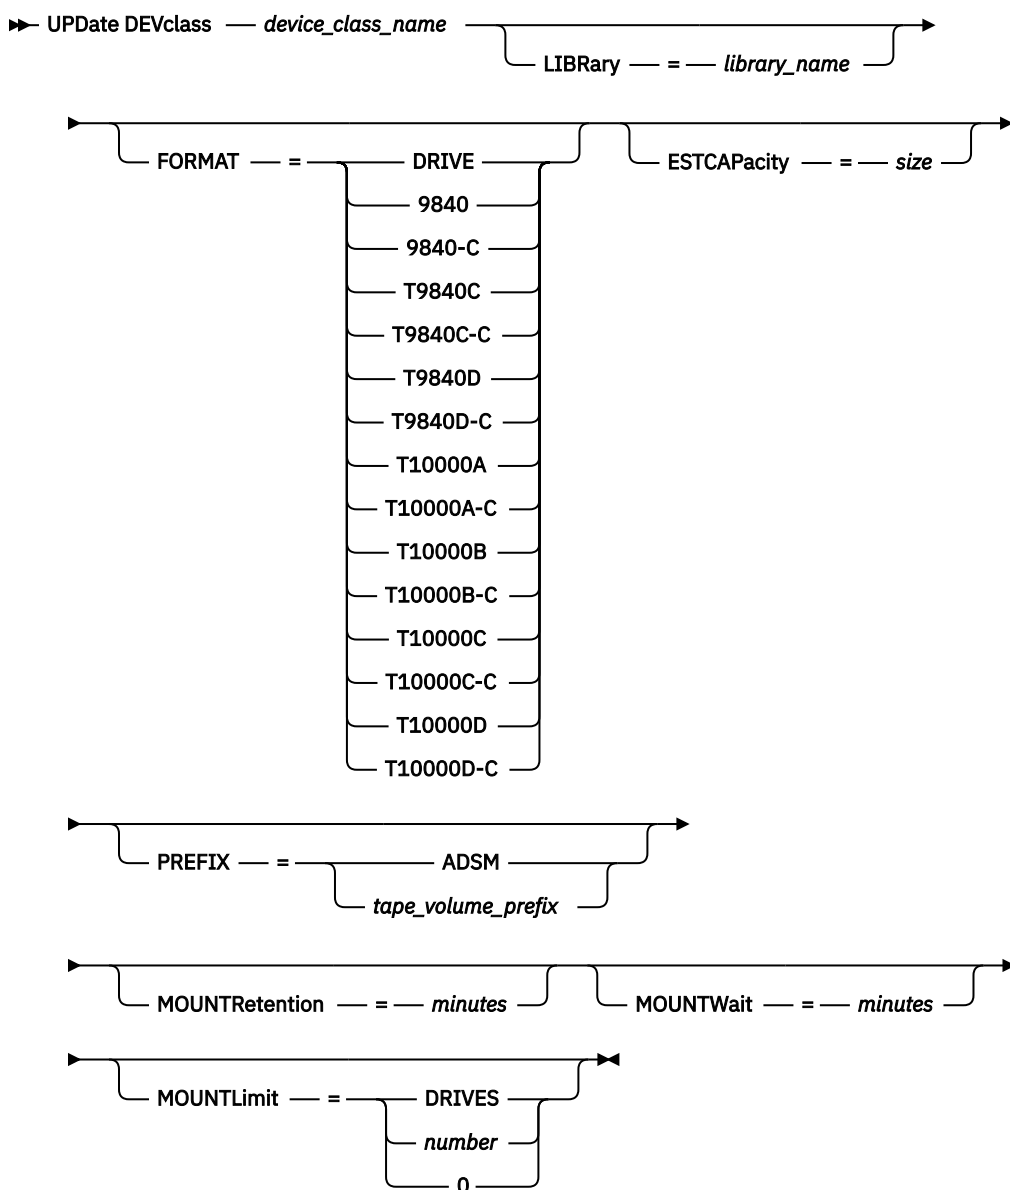 UPDate DEVclass device_class_name
LIBRary = library_name
FORMAT = DRIVE
9840
9840-C
T9840C
T9840C-C
T9840D
T9840D-C
T10000A
T10000A-C
T10000B
T10000B-C
T10000C
T10000C-C
T10000D
T10000D-C
ESTCAPacity = size
PREFIX = ADSM
tape_volume_prefix
MOUNTRetention = minutes
MOUNTWait = minutes
MOUNTLimit = DRIVES
number
0